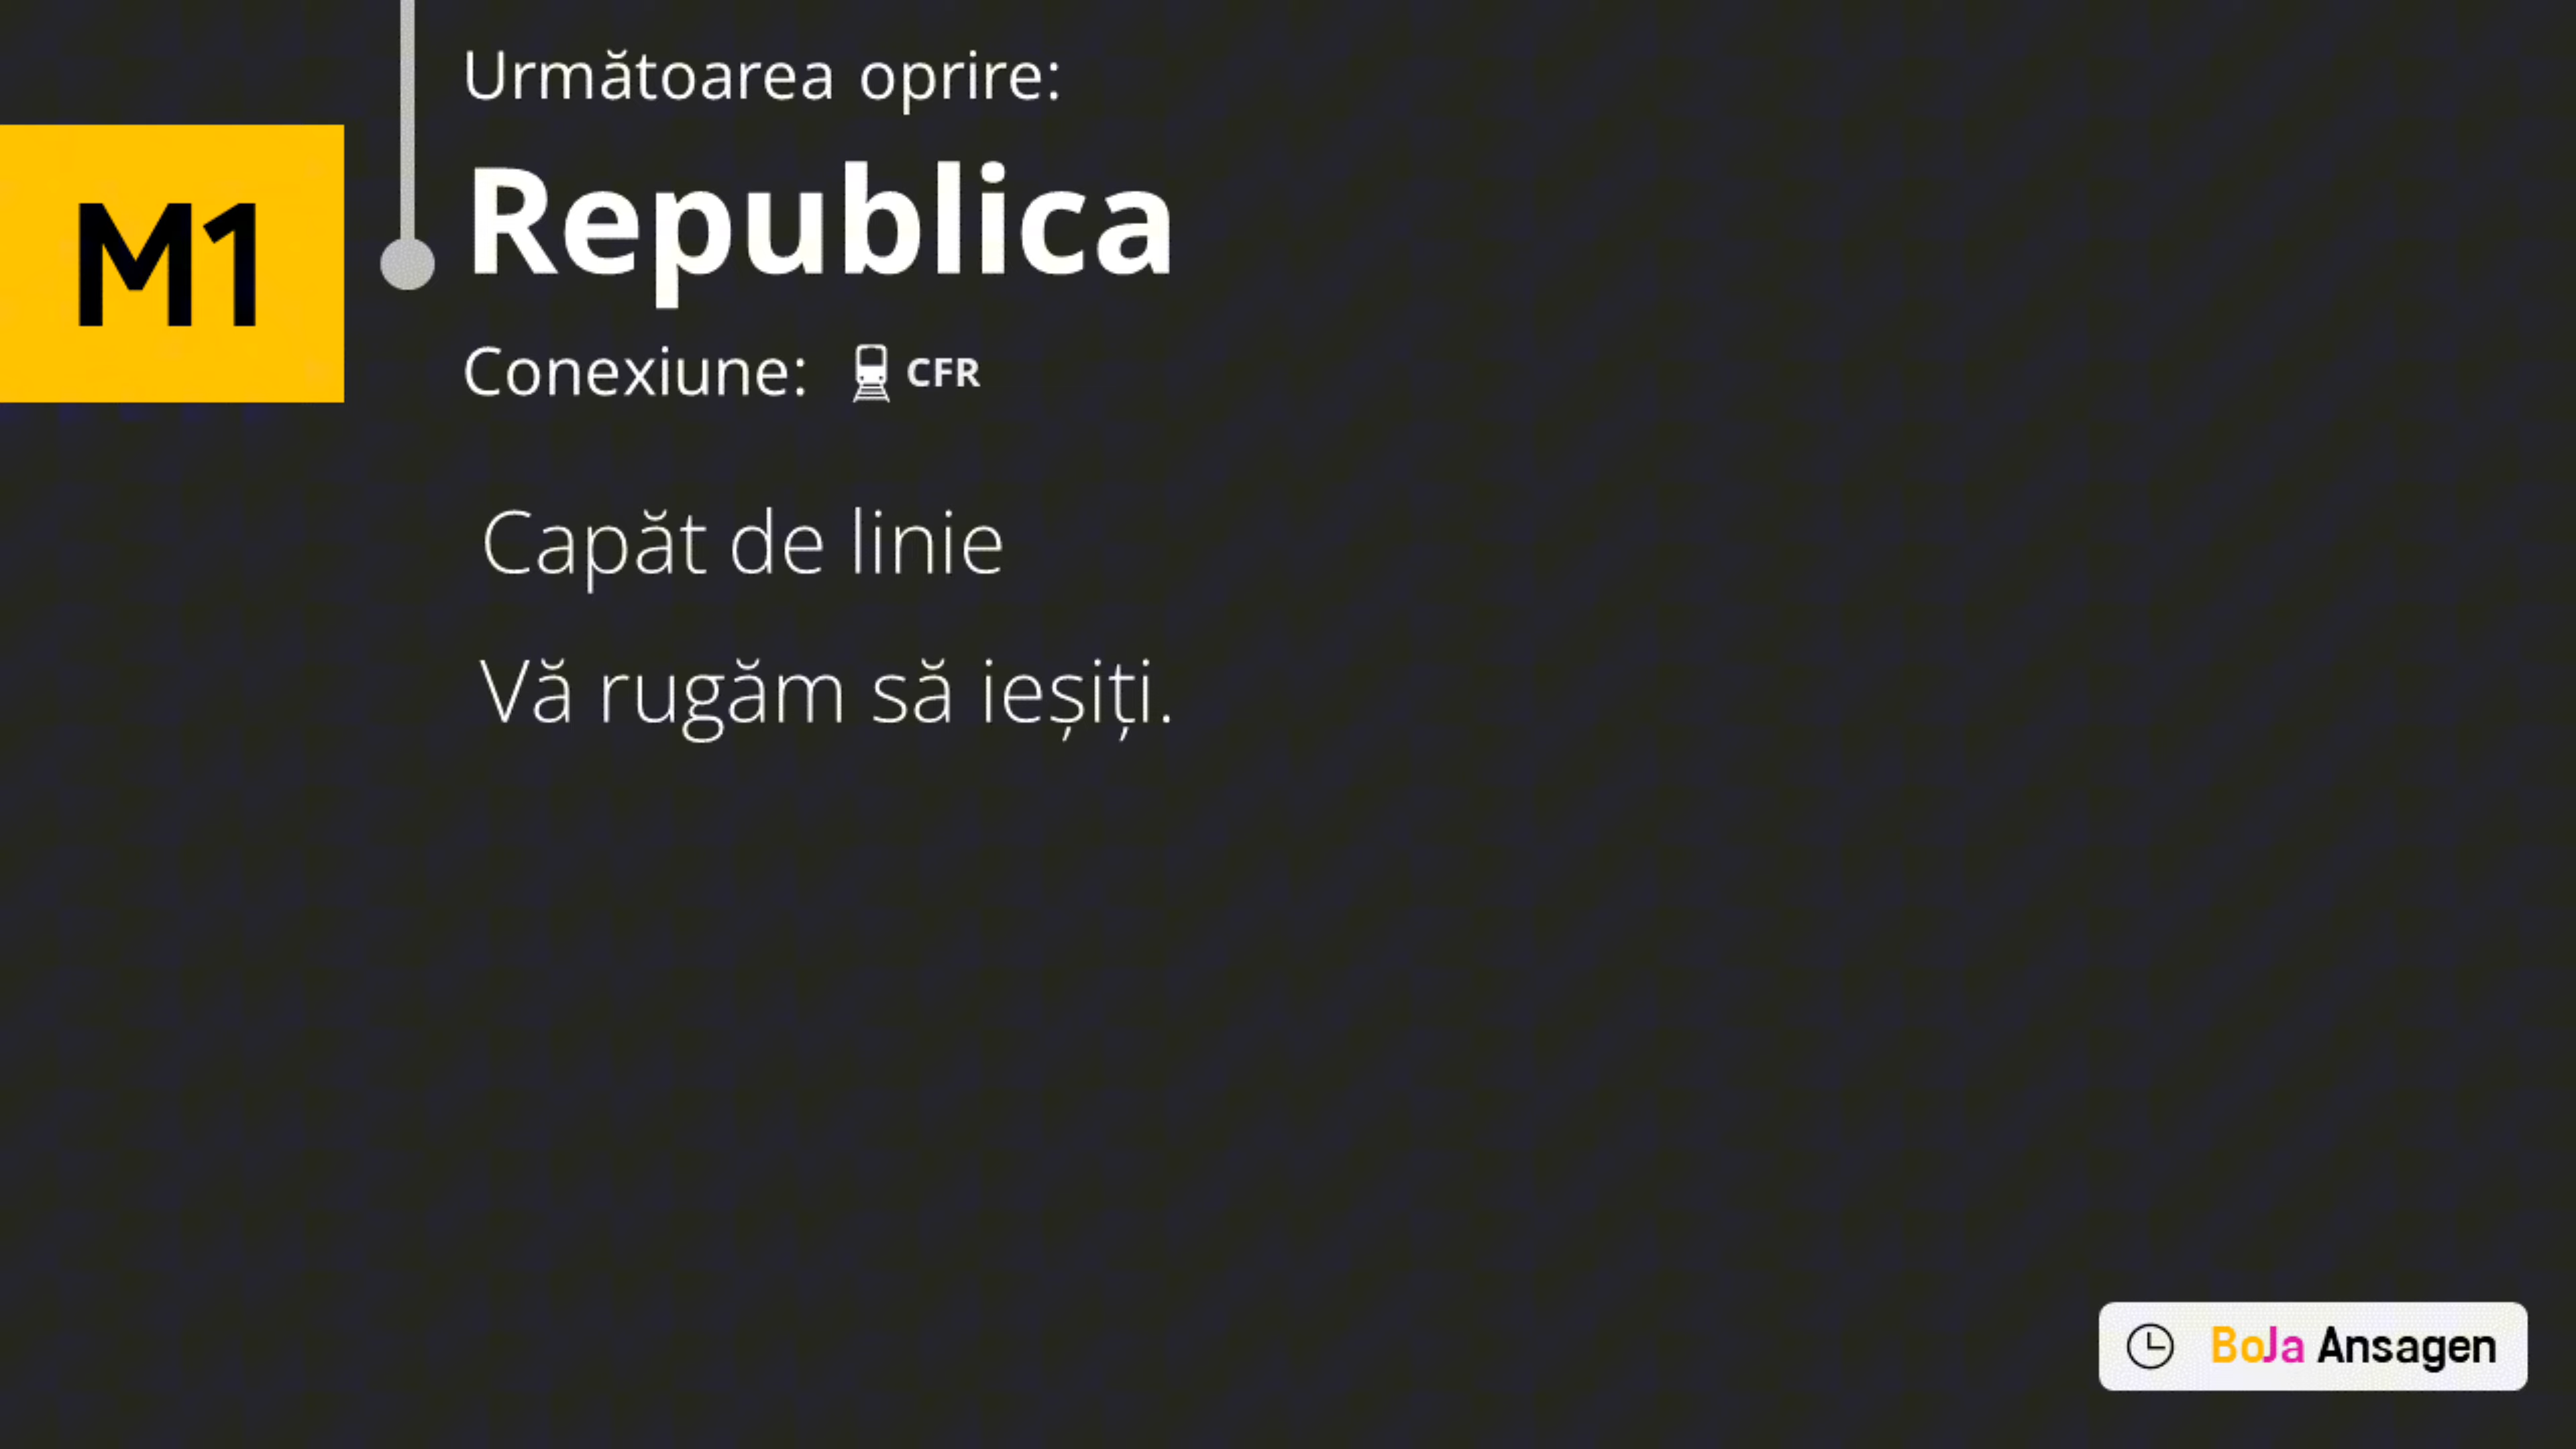 Următoarea oprire:
M1
Republica
Conexiune: CFR
Capăt de linie
Vă rugăm să ieșiți.
BoJa Ansagen